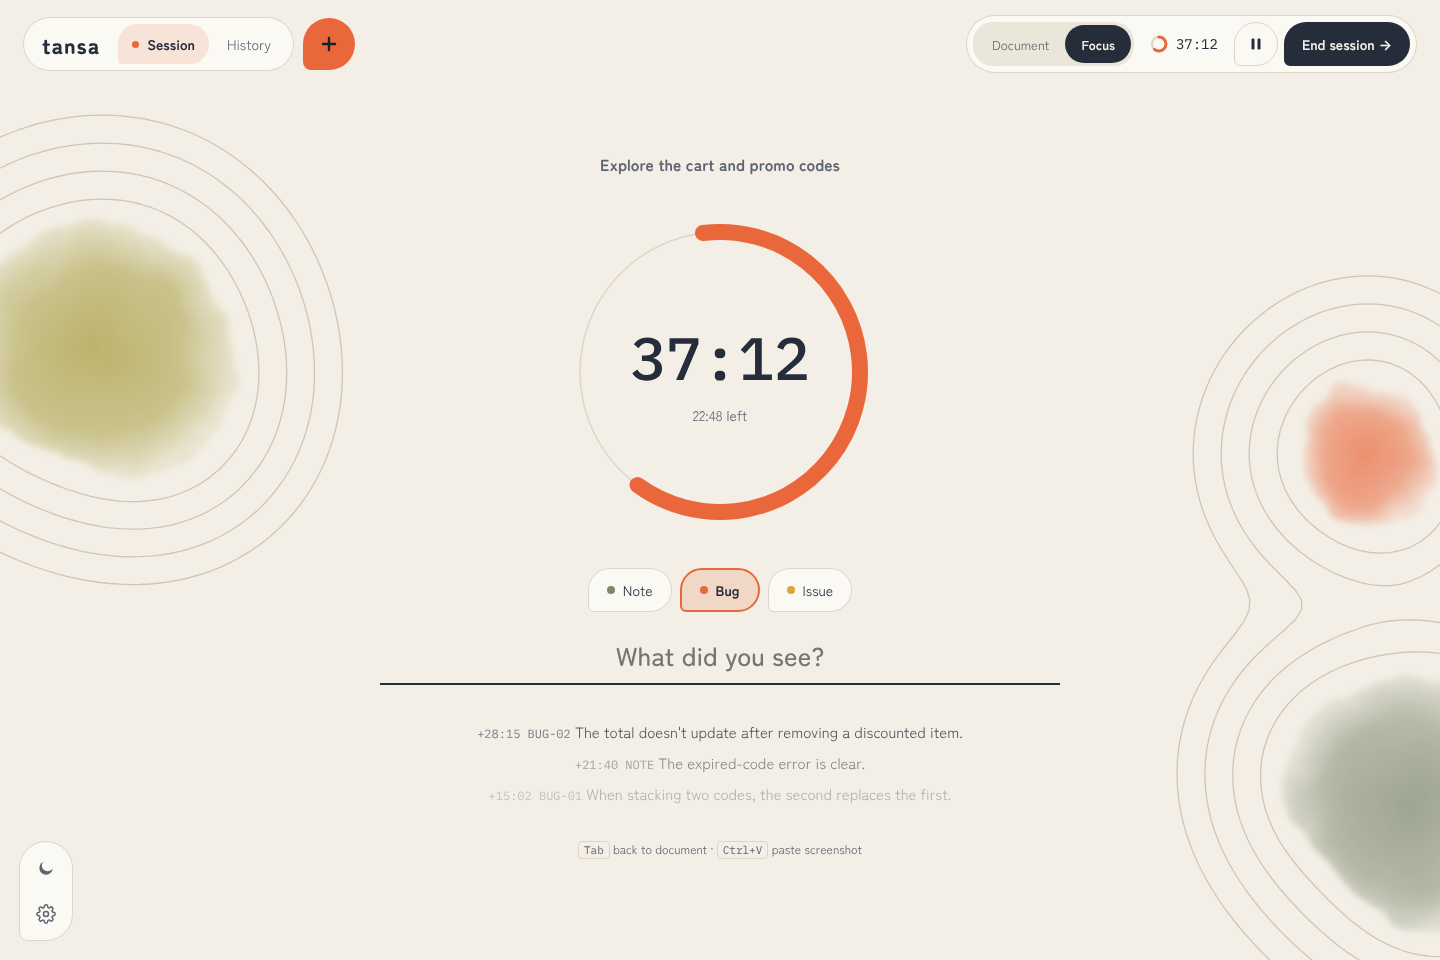 tansa
Session
History
Document
Focus
37:12
End session →
Explore the cart and promo codes
37:12
22:48 left
Note
Bug
Issue
What did you see?
+28:15 BUG-02 The total doesn't update after removing a discounted item.
+21:40 NOTE The expired-code error is clear.
+15:02 BUG-01 When stacking two codes, the second replaces the first.
Tab back to document · Ctrl+V paste screenshot